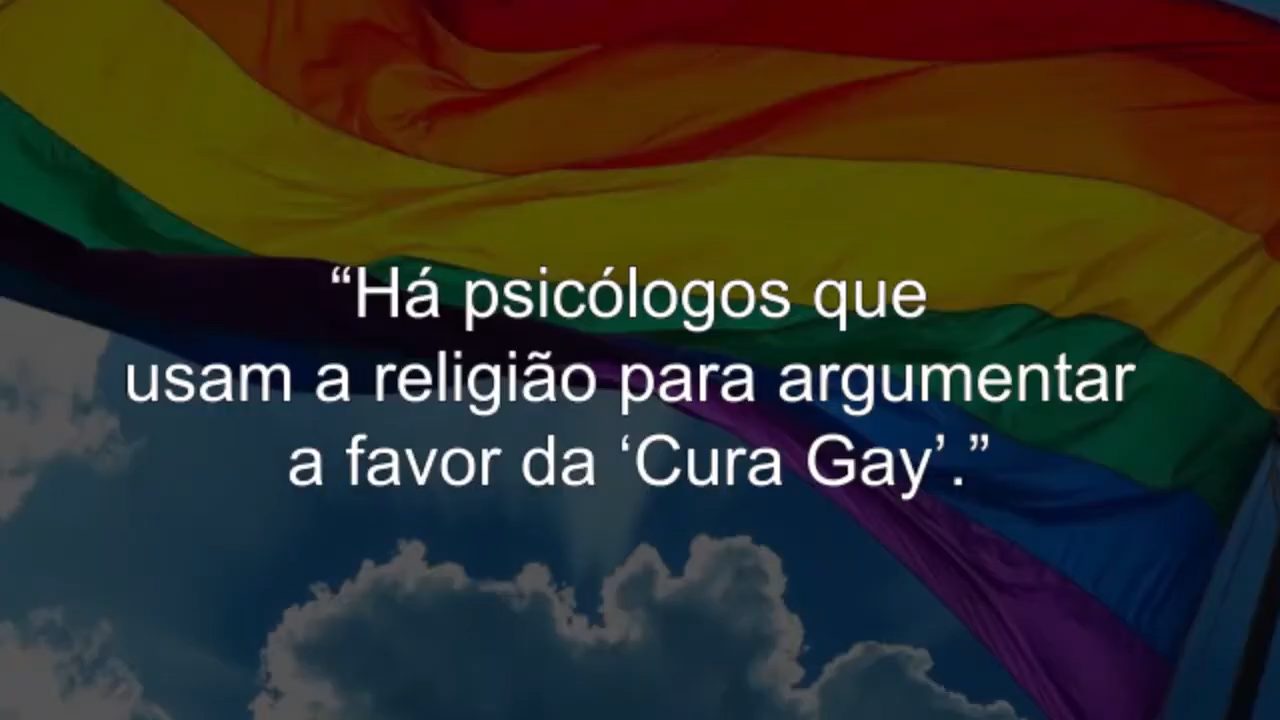 “Há psicólogos que
usam a religião para argumentar
a favor da ‘Cura Gay’.”